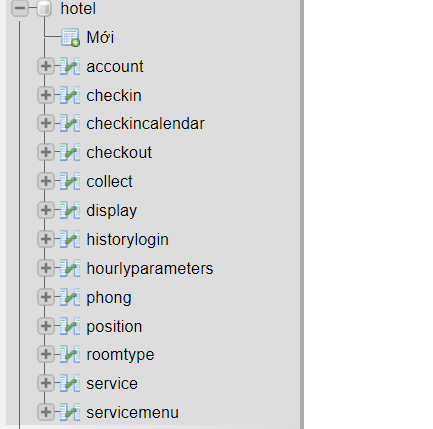 hotel
Mới
account
checkin
checkincalendar
checkout
collect
display
historylogin
hourlyparameters
phong
position
roomtype
service
servicemenu